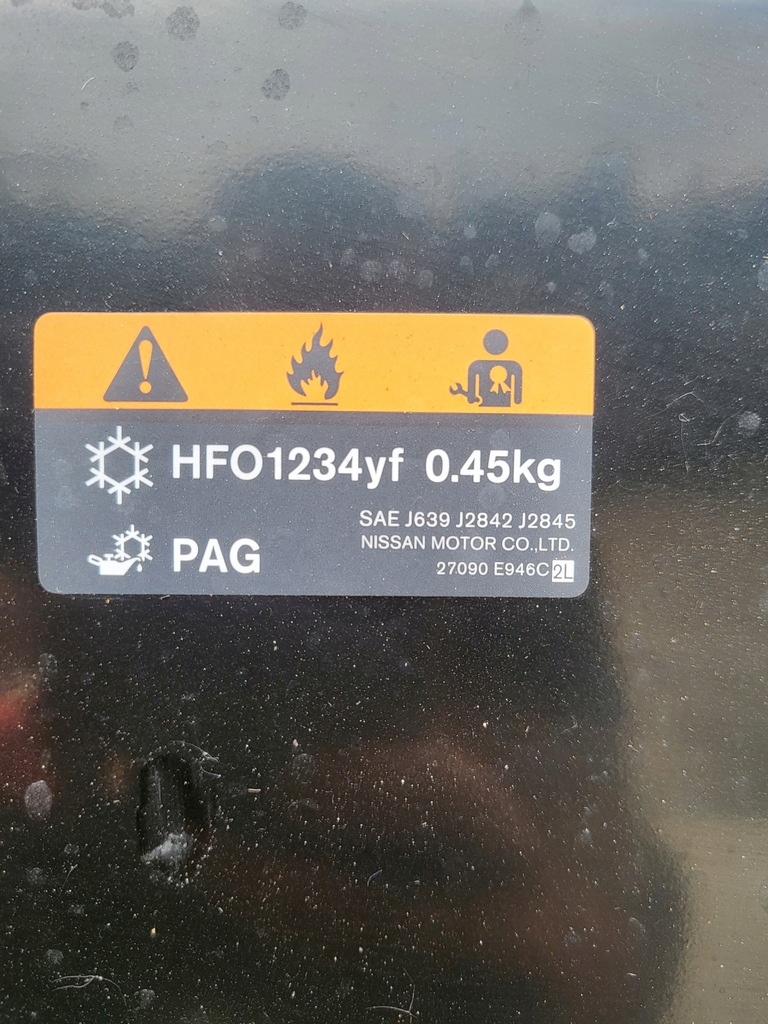 HFO1234yf 0.45kg
SAE J639 J2842 J2845
NISSAN MOTOR CO.,LTD.
PAG
27090 E946C 2L